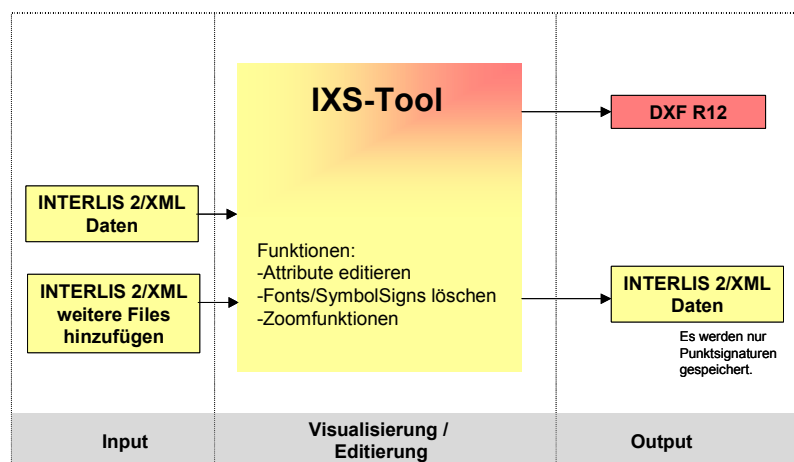 IXS-Tool
DXF R12
INTERLIS 2/XML
Daten
INTERLIS 2/XML
weitere Files
hinzufügen
Funktionen:
-Attribute editieren
-Fonts/SymbolSigns löschen
-Zoomfunktionen
INTERLIS 2/XML
Daten
Es werden nur
Punktsignaturen
gespeichert.
Input
Visualisierung /
Editierung
Output